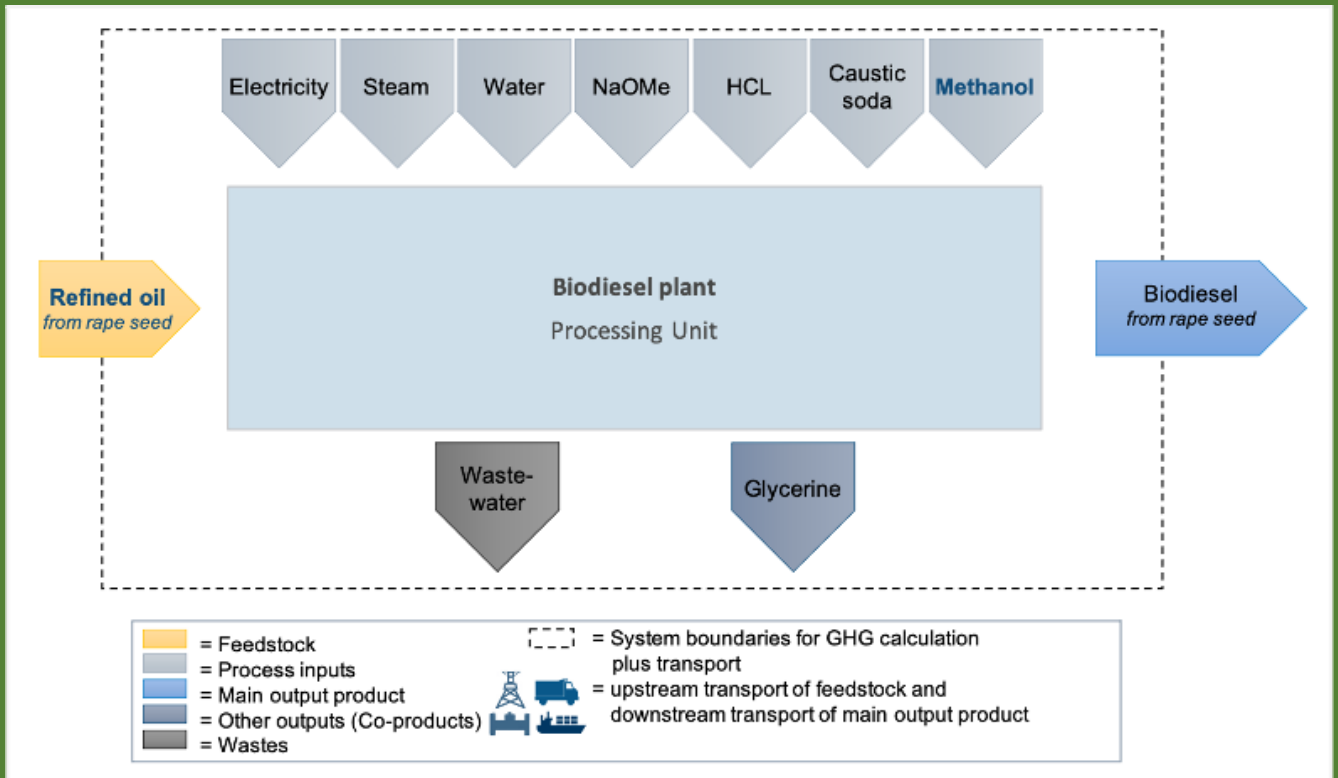 Electricity
Steam
Water
NaOMe
HCL
Caustic
soda
Methanol
Refined oil
from rape seed
Biodiesel plant
Processing Unit
Biodiesel
from rape seed
Waste-
water
Glycerine
= Feedstock
= Process inputs
= Main output product
= Other outputs (Co-products)
= Wastes
= System boundaries for GHG calculation
plus transport
= upstream transport of feedstock and
downstream transport of main output product